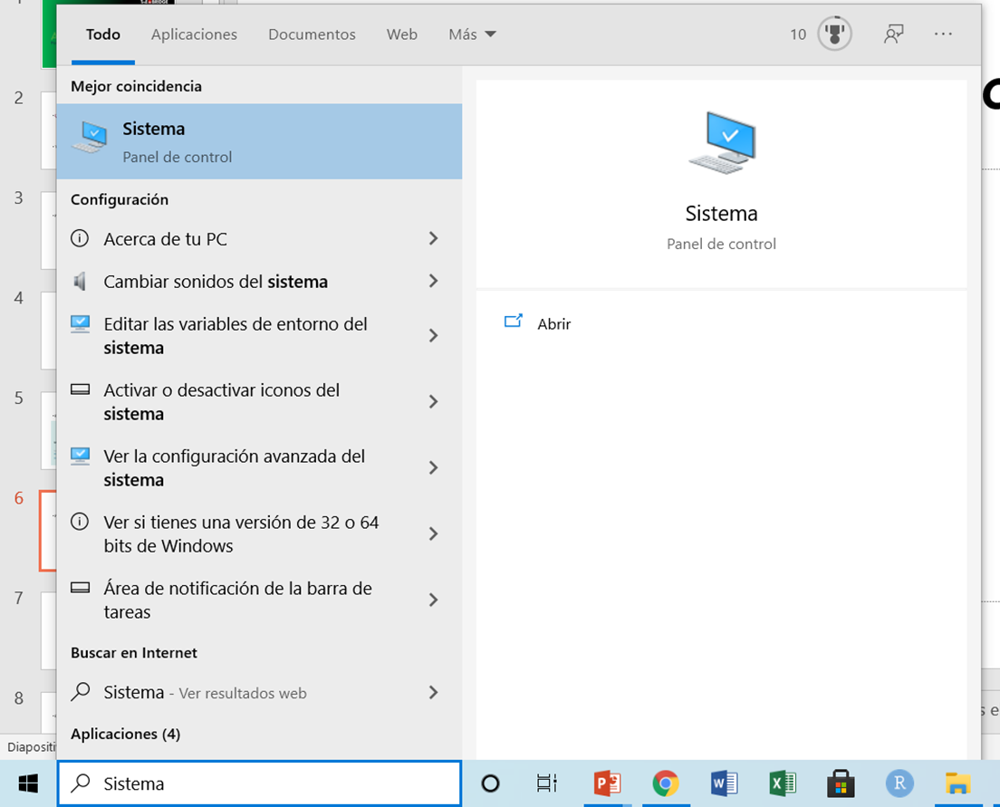 Todo Aplicaciones Documentos Web Más 10
Mejor coincidencia
Sistema
Panel de control
Configuración
Acerca de tu PC
Cambiar sonidos del sistema
Editar las variables de entorno del
sistema
Activar o desactivar iconos del
sistema
Ver la configuración avanzada del
sistema
Ver si tienes una versión de 32 o 64
bits de Windows
Área de notificación de la barra de
tareas
Buscar en Internet
Sistema - Ver resultados web
Aplicaciones (4)
Sistema
Sistema
Panel de control
Abrir
2
3
4
5
6
7
8
Diapositi
R